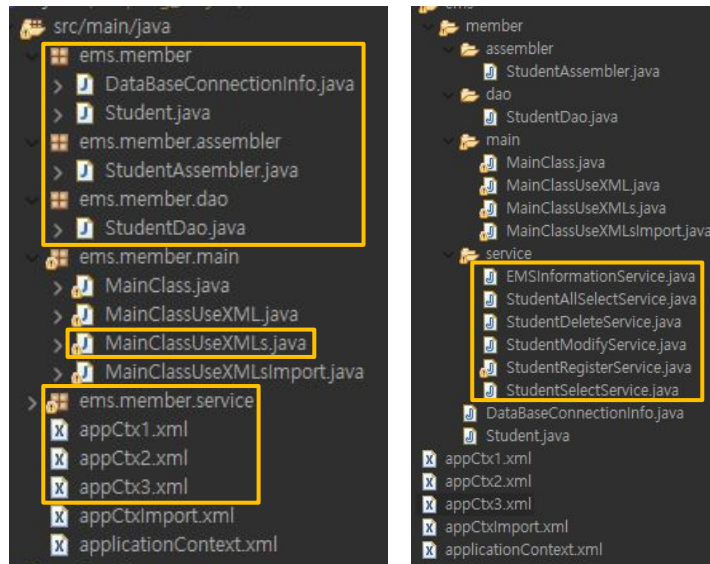 src/main/java
ems.member
DataBaseConnectionInfo.java
Student.java
ems.member.assembler
StudentAssembler.java
ems.member.dao
StudentDao.java
ems.member.main
MainClass.java
MainClassUseXML.java
MainClassUseXMLs.java
MainClassUseXMLsImport.java
ems.member.service
appCtx1.xml
appCtx2.xml
appCtx3.xml
appCtxImport.xml
applicationContext.xml
member
assembler
StudentAssembler.java
dao
StudentDao.java
main
MainClass.java
MainClassUseXML.java
MainClassUseXMLs.java
MainClassUseXMLsImport.java
service
EMSInformationService.java
StudentAllSelectService.java
StudentDeleteService.java
StudentModifyService.java
StudentRegisterService.java
StudentSelectService.java
DataBaseConnectionInfo.java
Student.java
appCtx1.xml
appCtx2.xml
appCtx3.xml
appCtxImport.xml
applicationContext.xml